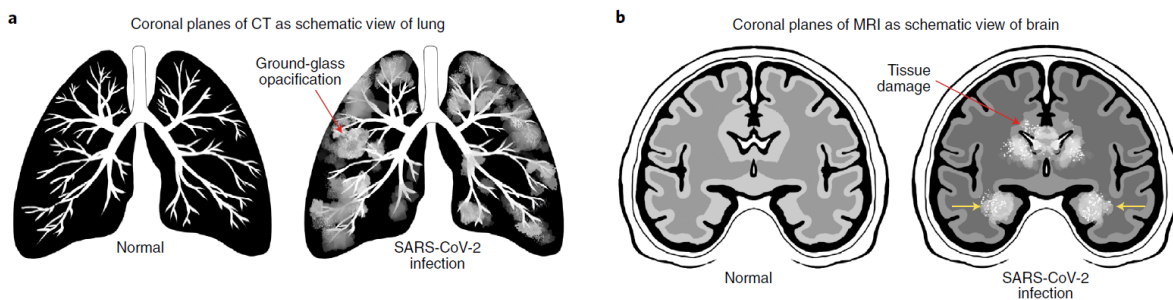 a
Coronal planes of CT as schematic view of lung
Ground-glass
opacification
Normal
SARS-CoV-2
infection
b
Coronal planes of MRI as schematic view of brain
Tissue
damage
Normal
SARS-CoV-2
infection